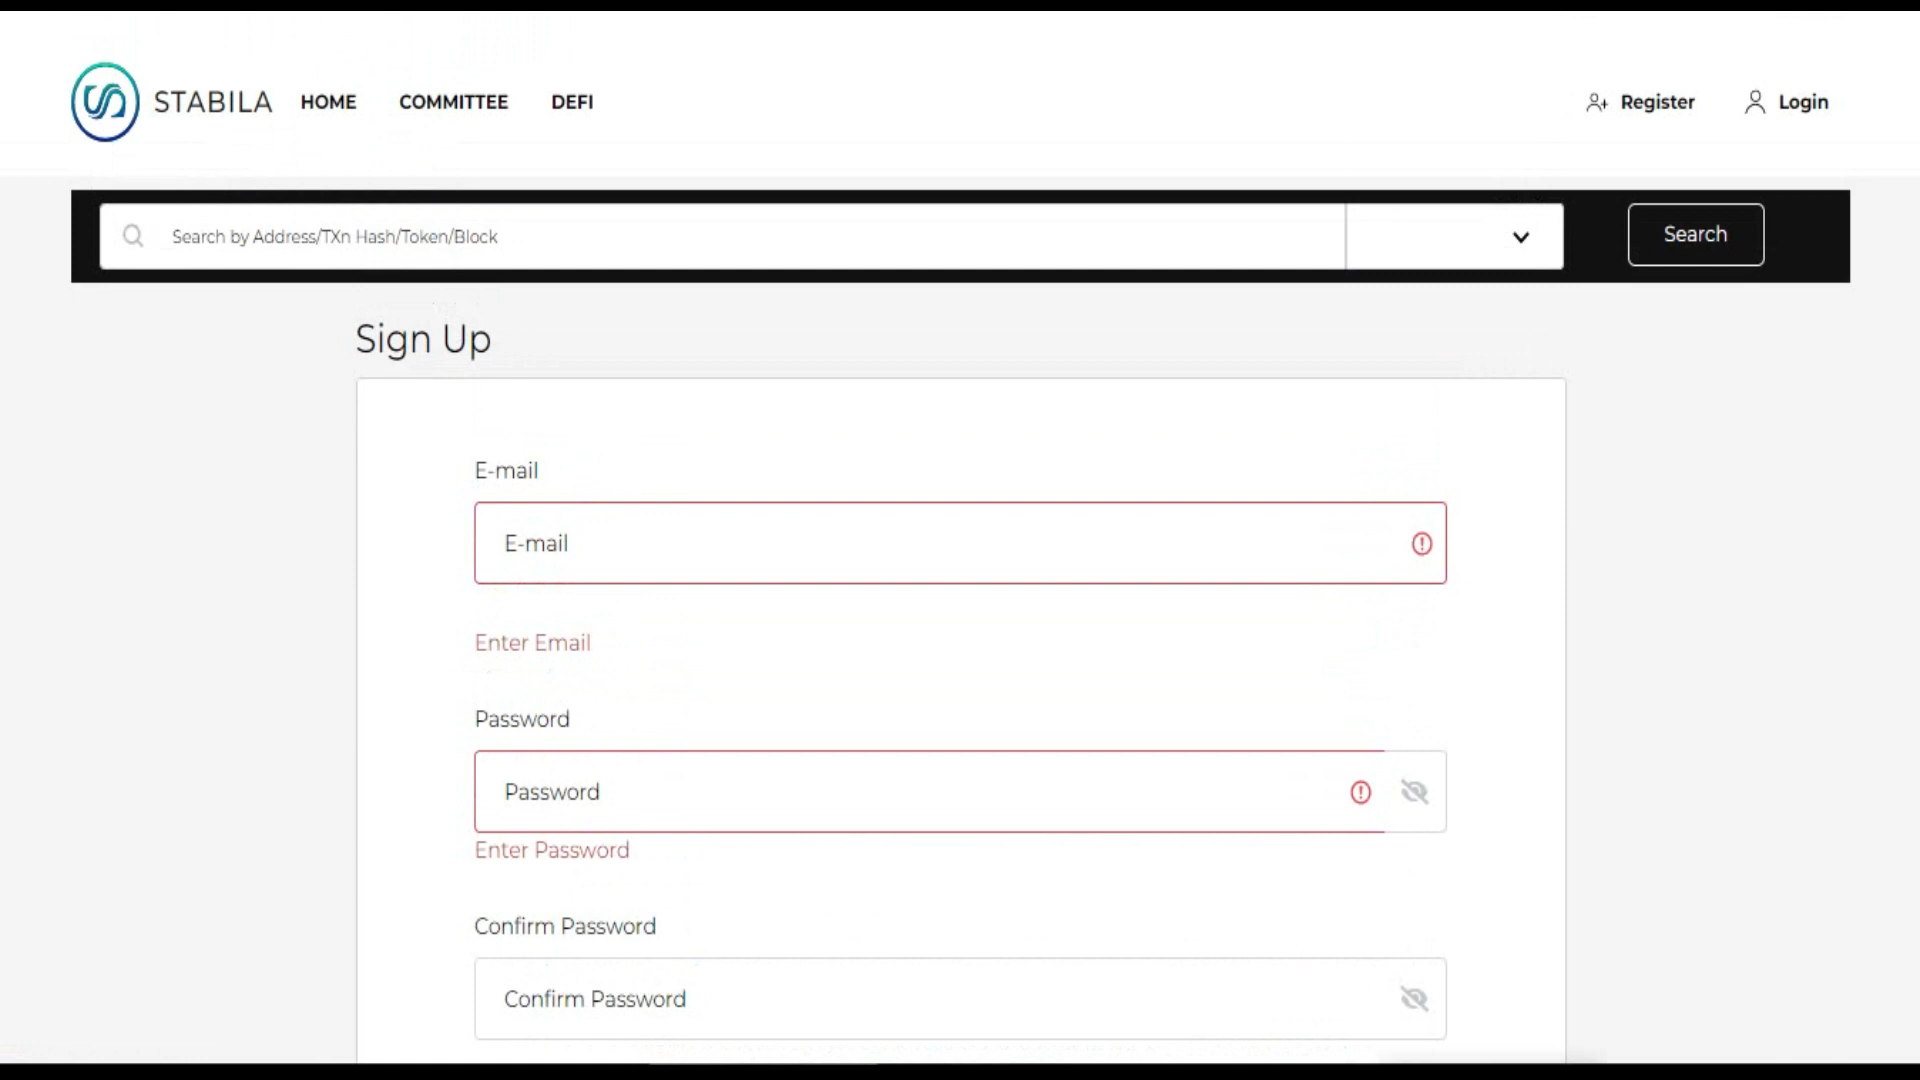 STABILA HOME COMMITTEE DEFI Register Login
Search by Address/TXn Hash/Token/Block Search
Sign Up
E-mail
E-mail
Enter Email
Password
Password
Enter Password
Confirm Password
Confirm Password